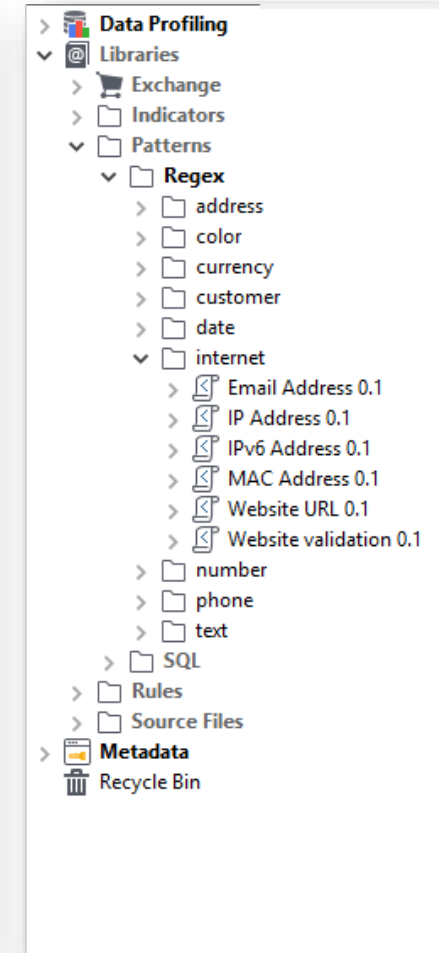 Data Profiling
Libraries
Exchange
Indicators
Patterns
Regex
address
color
currency
customer
date
internet
Email Address 0.1
IP Address 0.1
IPv6 Address 0.1
MAC Address 0.1
Website URL 0.1
Website validation 0.1
number
phone
text
SQL
Rules
Source Files
Metadata
Recycle Bin